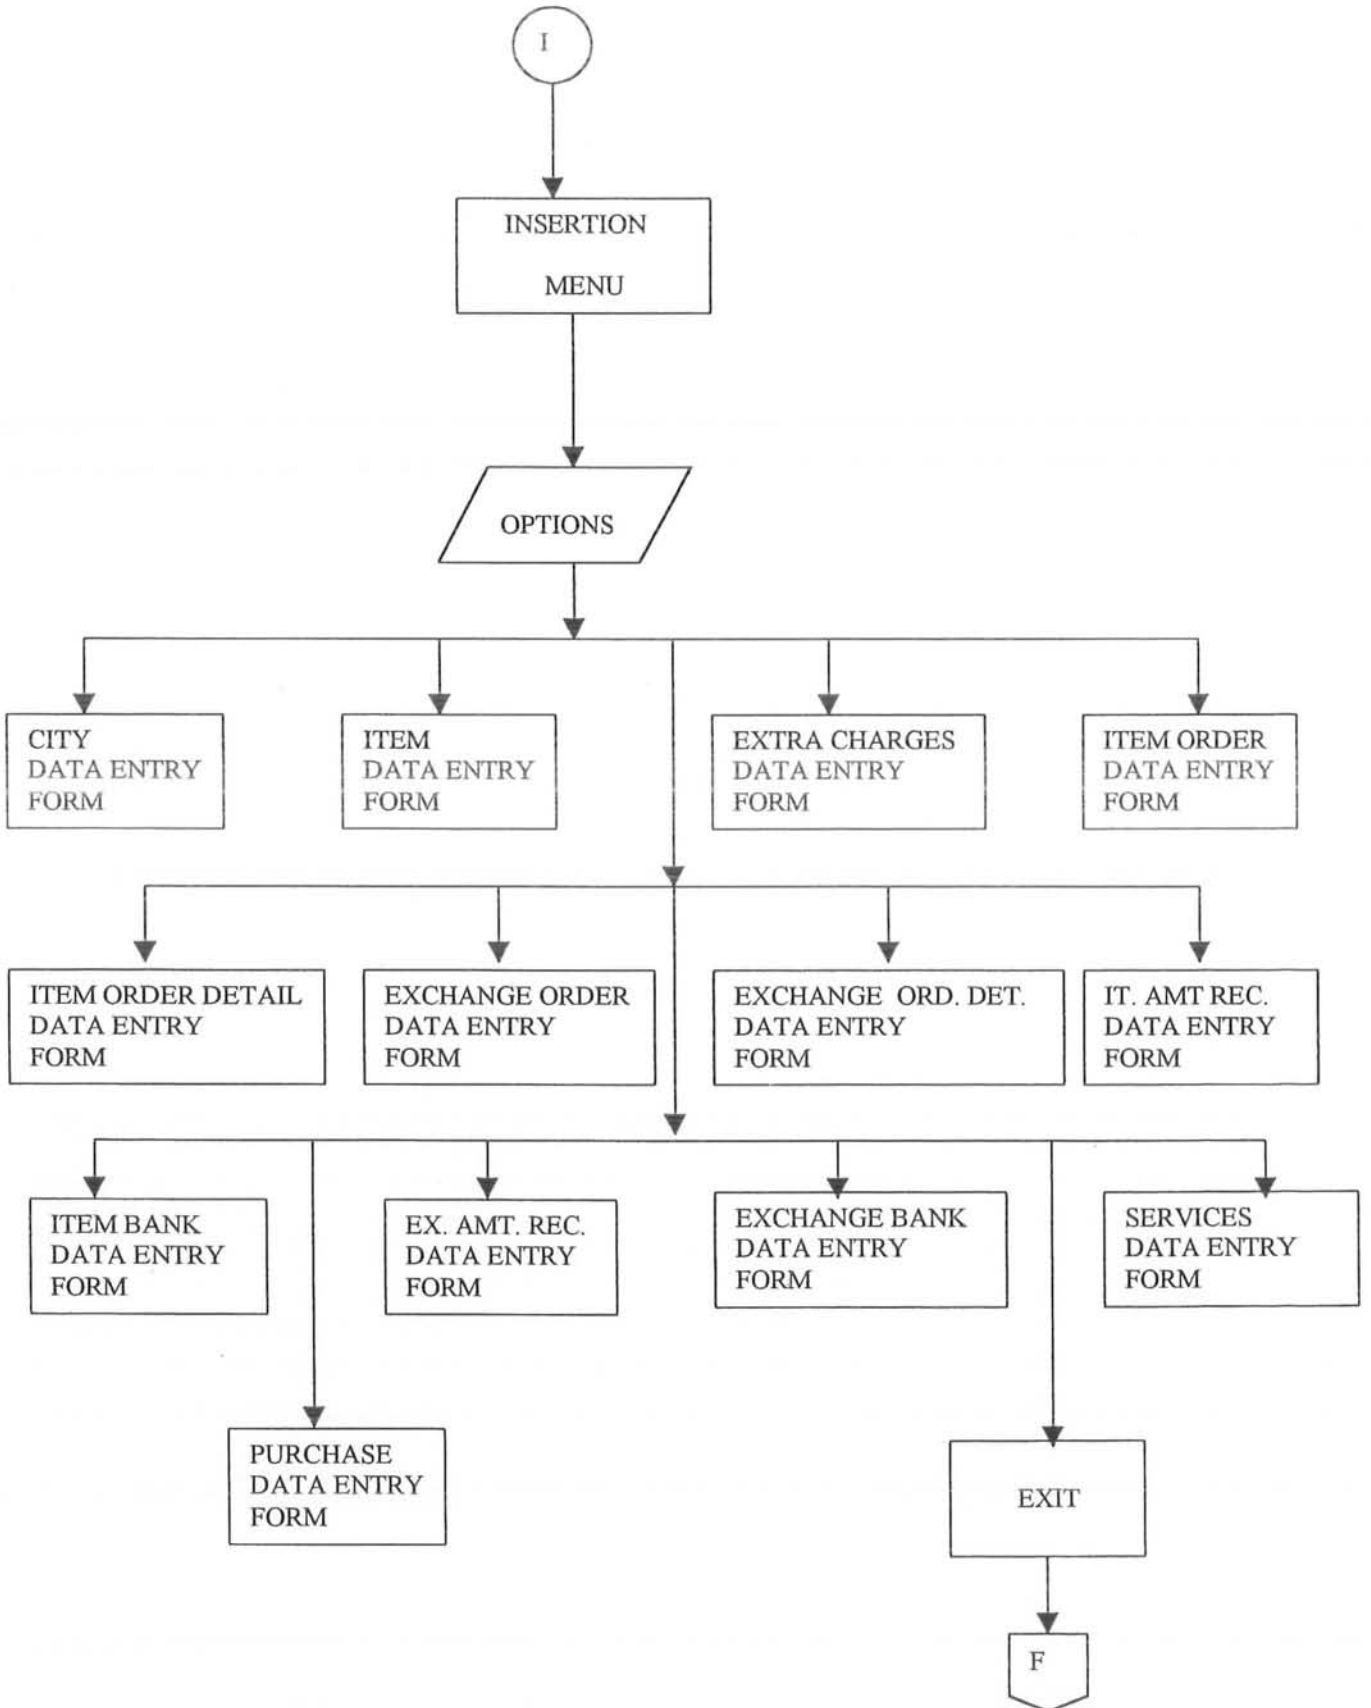 I
INSERTION
MENU
OPTIONS
CITY
DATA ENTRY
FORM
ITEM
DATA ENTRY
FORM
EXTRA CHARGES
DATA ENTRY
FORM
ITEM ORDER
DATA ENTRY
FORM
ITEM ORDER DETAIL
DATA ENTRY
FORM
EXCHANGE ORDER
DATA ENTRY
FORM
EXCHANGE ORD. DET.
DATA ENTRY
FORM
IT. AMT REC.
DATA ENTRY
FORM
ITEM BANK
DATA ENTRY
FORM
EX. AMT. REC.
DATA ENTRY
FORM
EXCHANGE BANK
DATA ENTRY
FORM
SERVICES
DATA ENTRY
FORM
PURCHASE
DATA ENTRY
FORM
EXIT
F